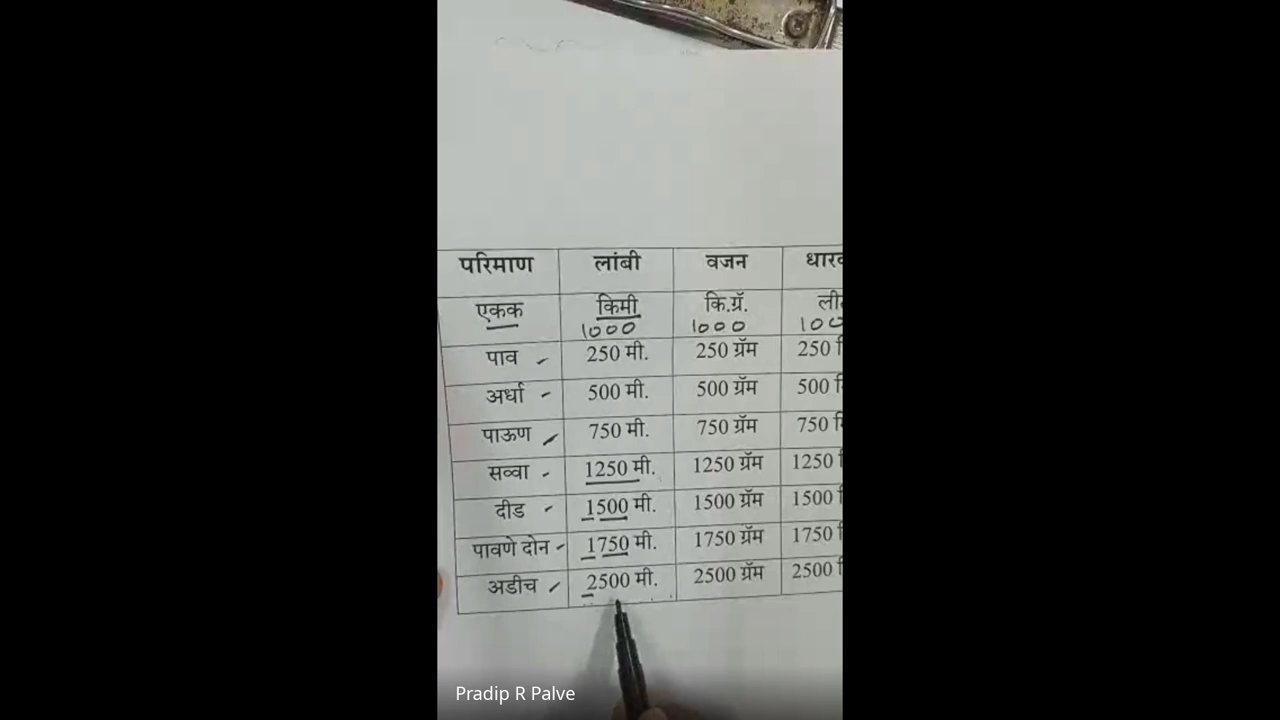 परिमाण लांबी वजन
एकक किमी कि.ग्रॅ.
1000 1000
पाव 250 मी. 250 ग्रॅम 250
अर्धा 500 मी. 500 ग्रॅम 500
पाऊण 750 मी. 750 ग्रॅम 750
सव्वा 1250 मी. 1250 ग्रॅम 1250
दीड 1500 मी. 1500 ग्रॅम 1500
पावणे दोन 1750 मी. 1750 ग्रॅम 1750
अडीच 2500 मी. 2500 ग्रॅम 2500
Pradip R Palve